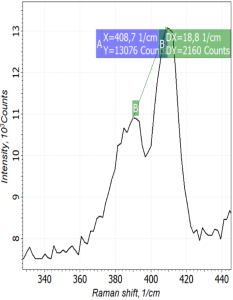 A
X=408,7 1/cm
Y=13076 Coun
B
DX=18,8 1/cm
DY=2160 Counts
B
Intensity, 10³Counts
13
12
11
10
9
8
340 360 380 400 420 440
Raman shift, 1/cm